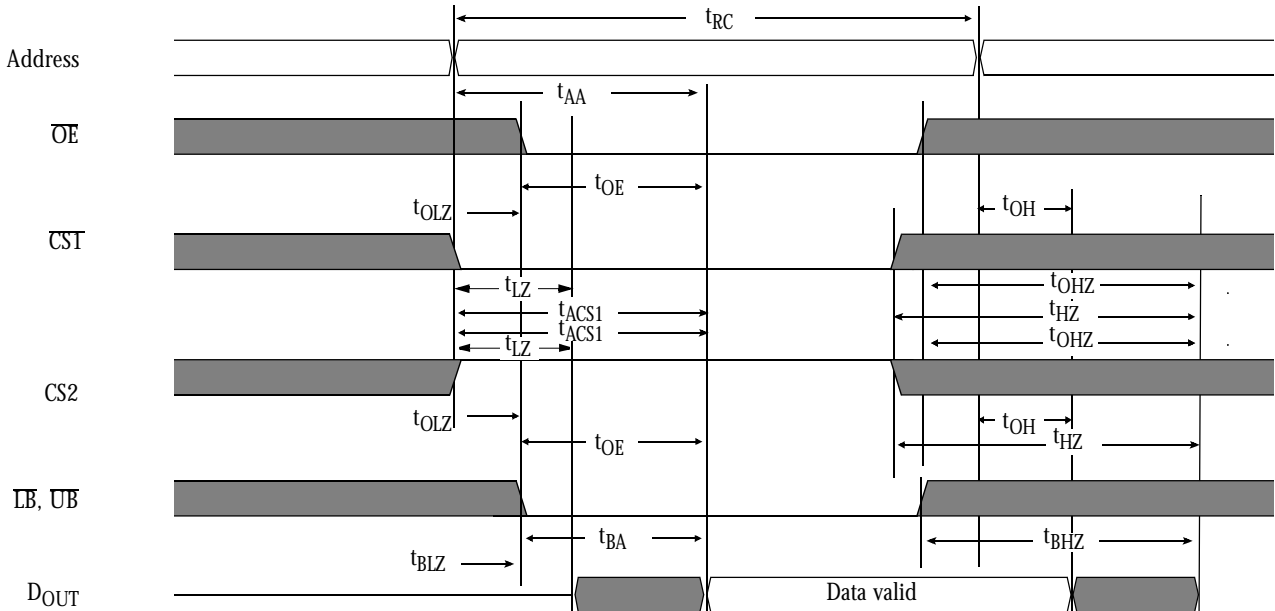 tRC
Address
tAA
OE
tOE
tOLZ
tOH
CS1
tLZ
tOHZ
tACS1
tHZ
tACS1
tLZ
tOHZ
CS2
tOLZ
tOH
tOE
tHZ
LB, UB
tBA
tBLZ
tBHZ
DOUT
Data valid